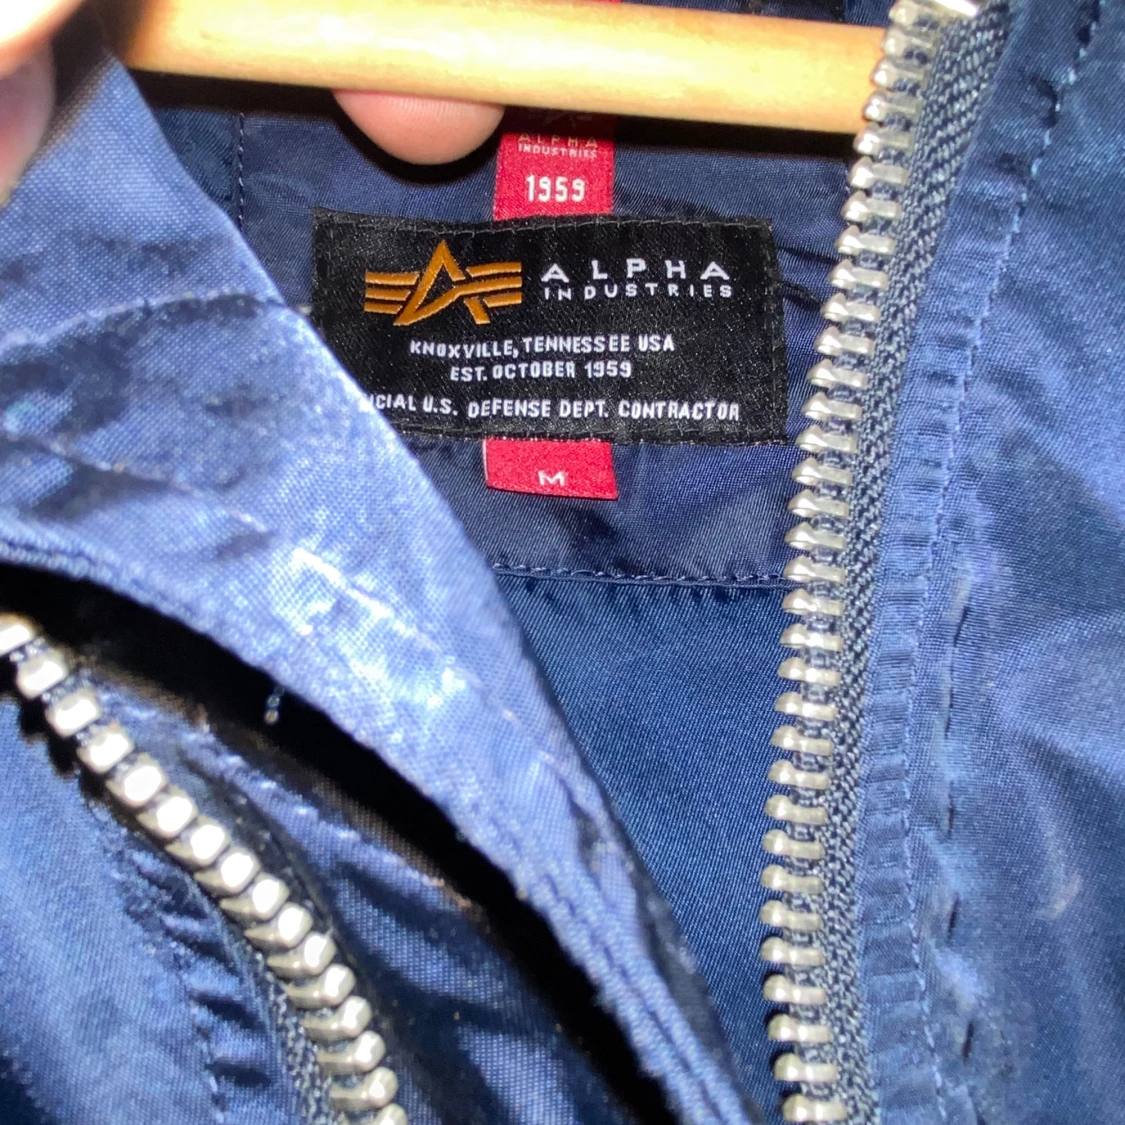 ALPHA
INDUSTRIES
1959
ALPHA
INDUSTRIES
KNOXVILLE, TENNESSEE USA
EST. OCTOBER 1959
U.S. DEFENSE DEPT. CONTRACTOR
M